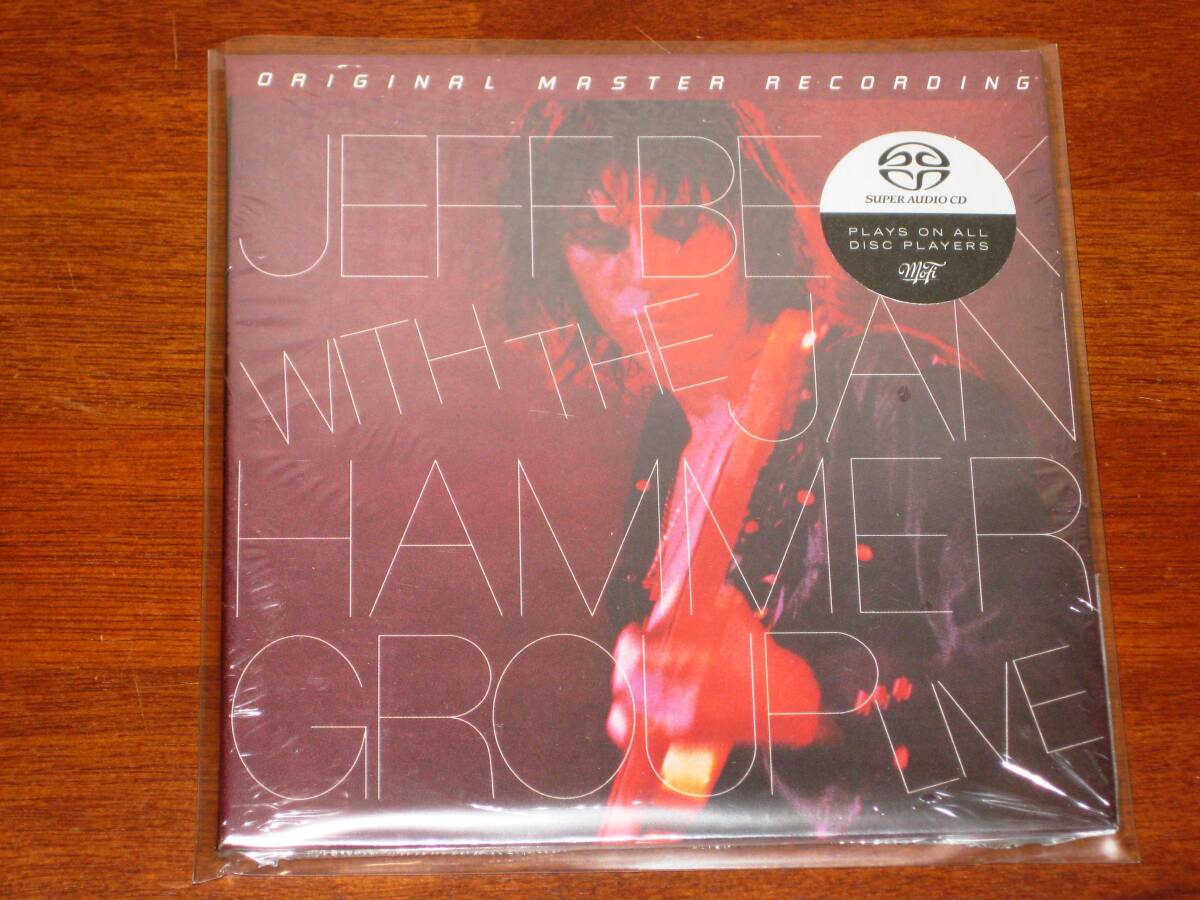 ORIGINAL MASTER RECORDING
JEFF BECK
SUPER AUDIO CD
PLAYS ON ALL
DISC PLAYERS
MoFi
WITH THE JAN
HAMMER
GROUP LIVE